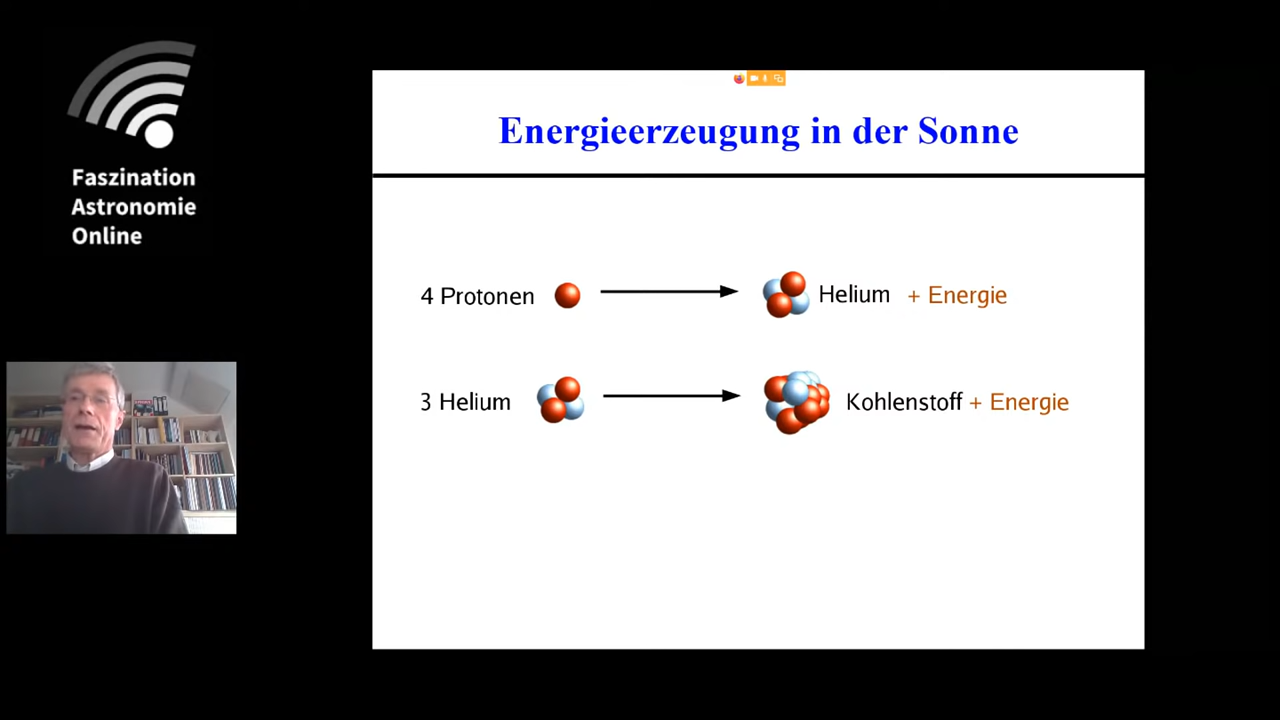 Faszination
Astronomie
Online
Energieerzeugung in der Sonne
4 Protonen
Helium + Energie
3 Helium
Kohlenstoff + Energie